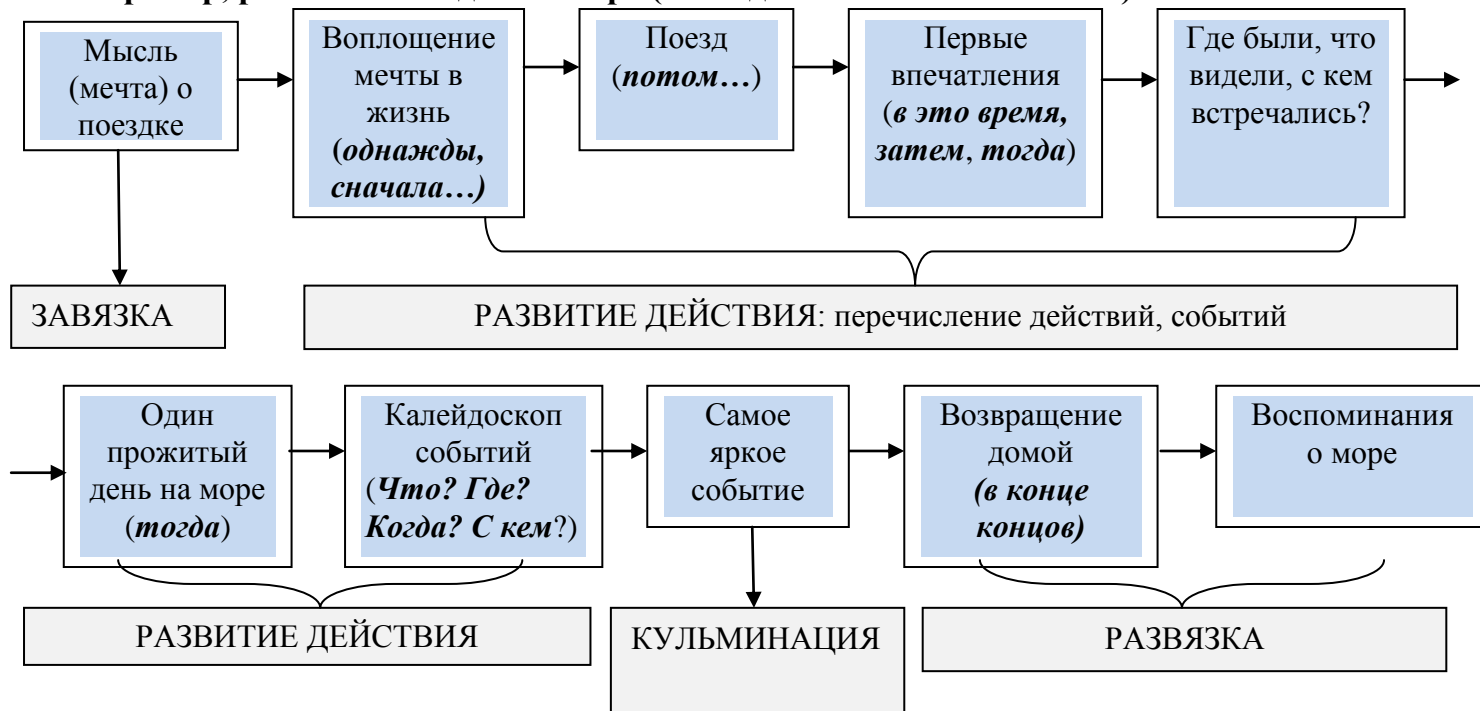 Мысль
(мечта) о
поездке
Воплощение
мечты в
жизнь
(однажды,
сначала…)
Поезд
(потом…)
Первые
впечатления
(в это время,
затем, тогда)
Где были, что
видели, с кем
встречались?
ЗАВЯЗКА
РАЗВИТИЕ ДЕЙСТВИЯ: перечисление действий, событий
Один
прожитый
день на море
(тогда)
Калейдоскоп
событий
(Что? Где?
Когда? С кем?)
Самое
яркое
событие
Возвращение
домой
(в конце
концов)
Воспоминания
о море
РАЗВИТИЕ ДЕЙСТВИЯ
КУЛЬМИНАЦИЯ
РАЗВЯЗКА